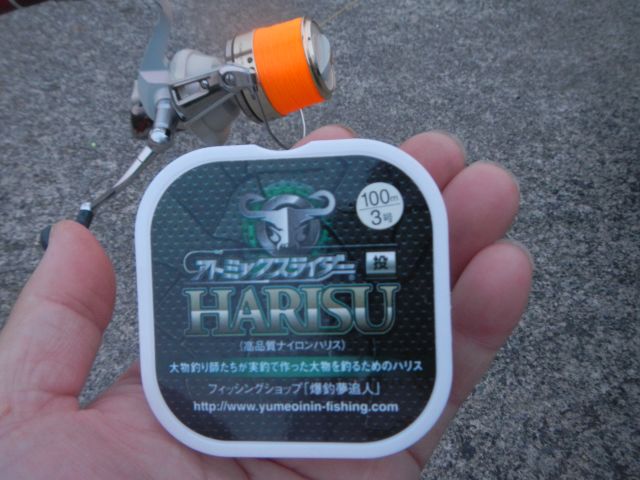 100m
3号
アトミックスライダー 投
HARISU
(高品質ナイロンハリス)
大物釣り師たちが実釣で作った大物を釣るためのハリス
フィッシングショップ「爆釣夢追人」
http://www.yumeoinin-fishing.com